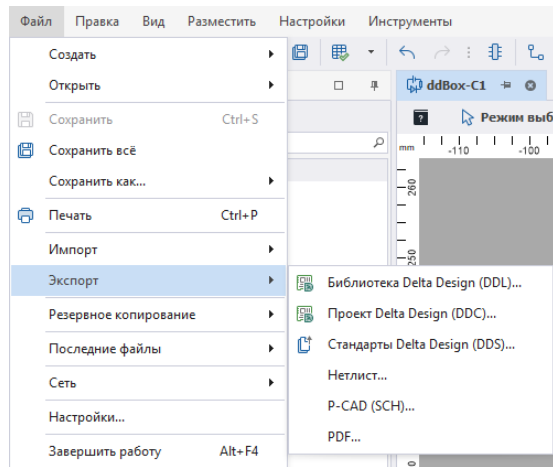 Файл Правка Вид Разместить Настройки Инструменты
Создать
Открыть
ddBox-C1
Сохранить Ctrl+S
Режим выб
Сохранить всё
mm -110 -100
Сохранить как...
260
Печать Ctrl+P
Импорт
250
Экспорт
Библиотека Delta Design (DDL)...
Резервное копирование
Проект Delta Design (DDC)...
Последние файлы
Стандарты Delta Design (DDS)...
Сеть
Нетлист...
Настройки...
P-CAD (SCH)...
Завершить работу Alt+F4
PDF...